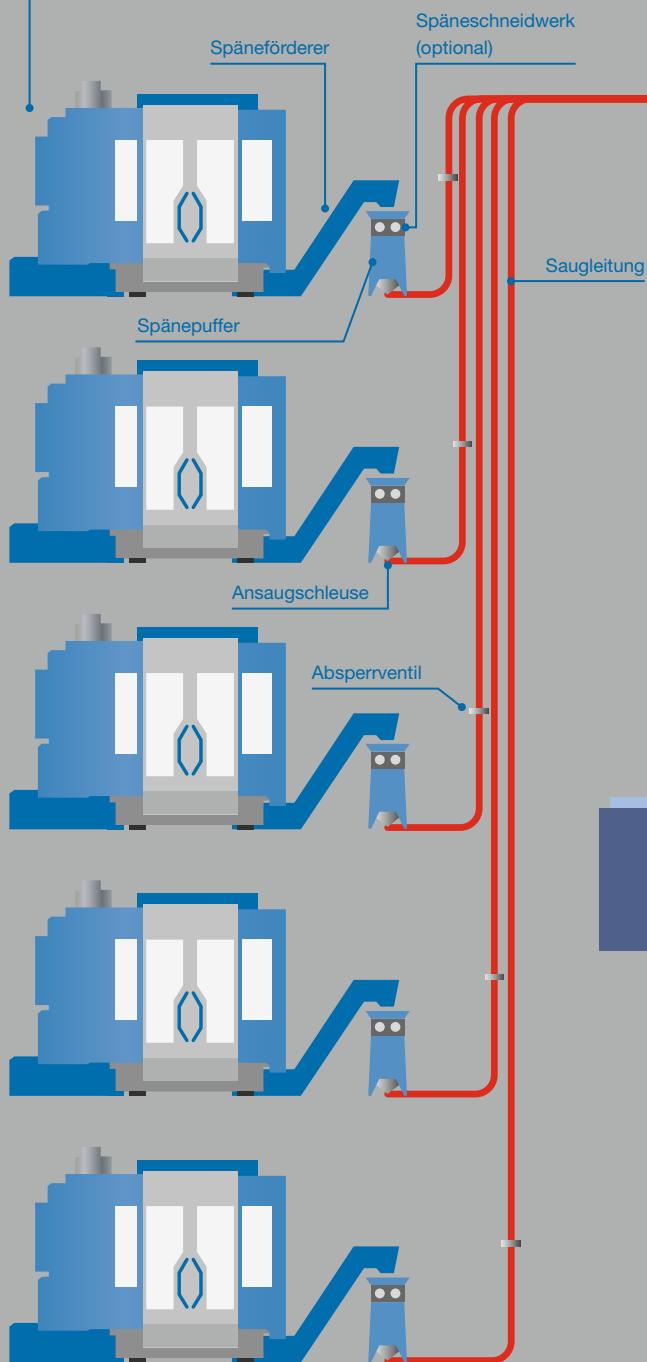 Späneförderer
Späneschneidwerk
(optional)
Saugleitung
Spänepuffer
Ansaugschleuse
Absperrventil